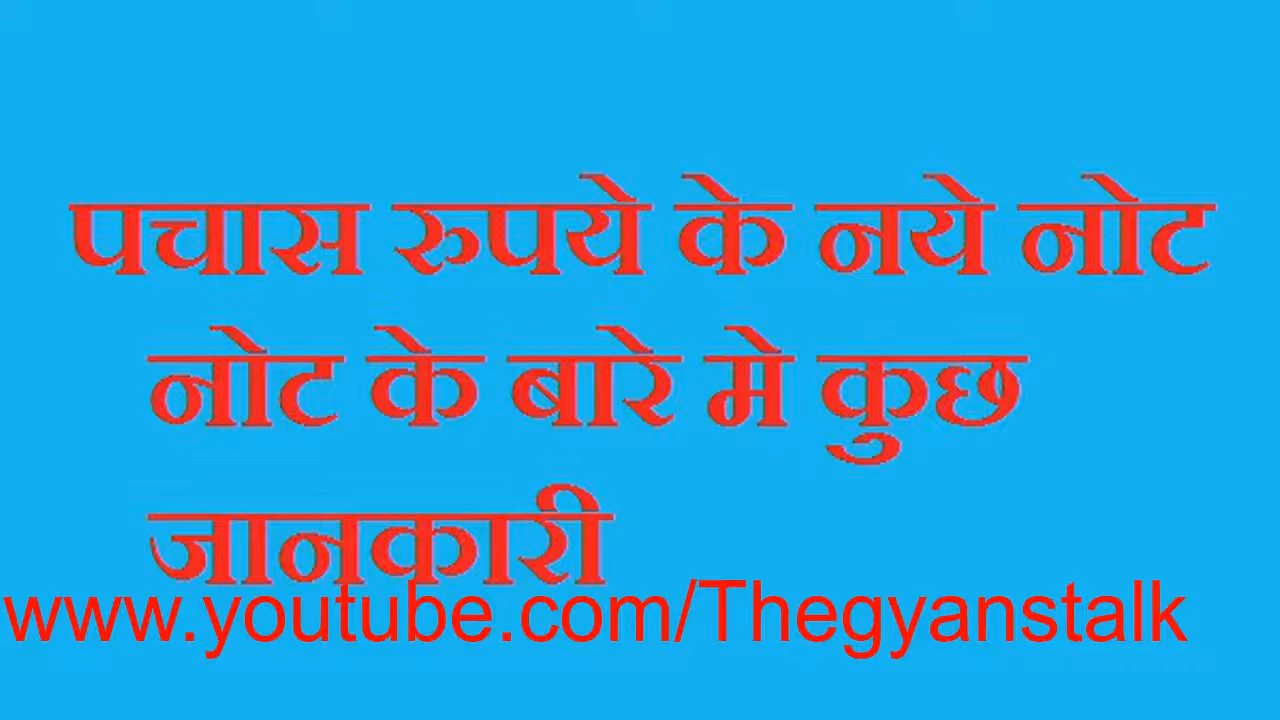 पचास रुपये के नये नोट
नोट के बारे मे कुछ
जानकारी
www.youtube.com/Thegyanstalk